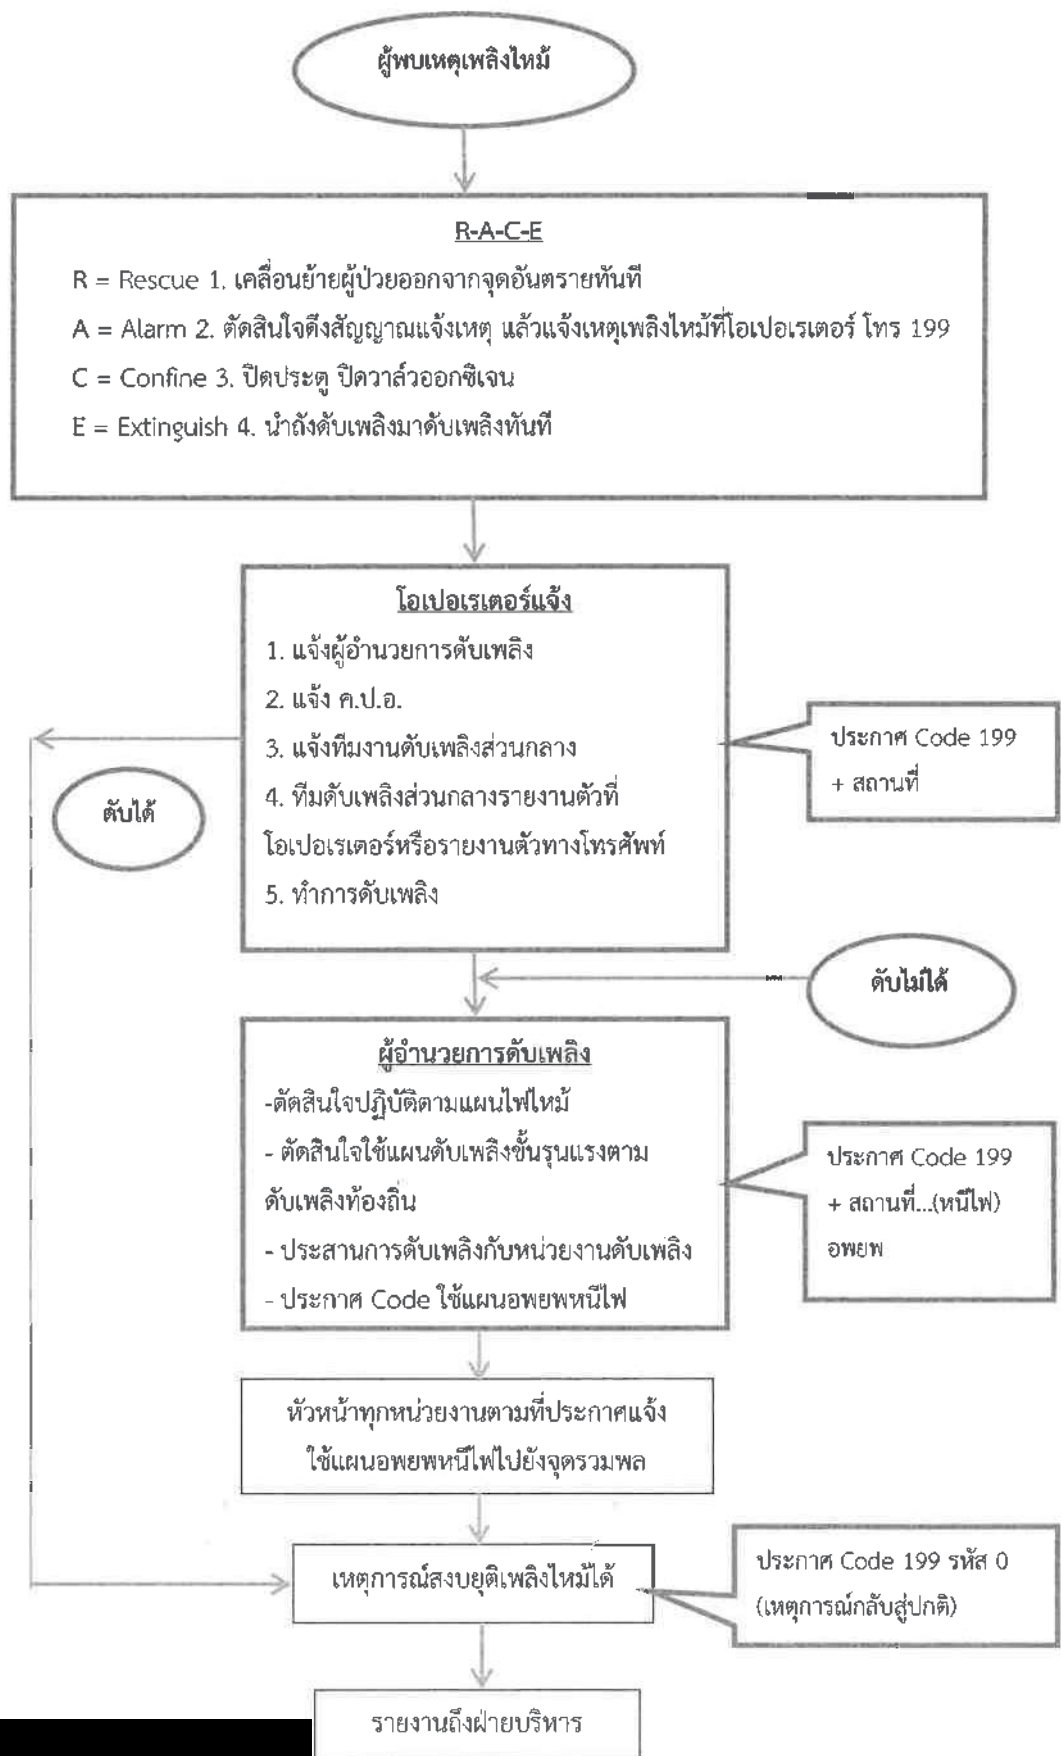 ผู้พบเหตุเพลิงไหม้
R-A-C-E
R = Rescue 1. เคลื่อนย้ายผู้ป่วยออกจากจุดอันตรายทันที
A = Alarm 2. ตัดสินใจดึงสัญญาณแจ้งเหตุ แล้วแจ้งเหตุเพลิงไหม้ที่โอเปอเรเตอร์ โทร 199
C = Confine 3. ปิดประตู ปิดวาล์วออกซิเจน
E = Extinguish 4. นำถังดับเพลิงมาดับเพลิงทันที
โอเปอเรเตอร์แจ้ง
1. แจ้งผู้อำนวยการดับเพลิง
2. แจ้ง ค.ป.อ.
3. แจ้งทีมงานดับเพลิงส่วนกลาง
4. ทีมดับเพลิงส่วนกลางรายงานตัวที่
โอเปอเรเตอร์หรือรายงานตัวทางโทรศัพท์
5. ทำการดับเพลิง
ประกาศ Code 199
+ สถานที่
ดับได้
ดับไม่ได้
ผู้อำนวยการดับเพลิง
-ตัดสินใจปฏิบัติตามแผนไฟไหม้
- ตัดสินใจใช้แผนดับเพลิงขั้นรุนแรงตาม
ดับเพลิงท้องถิ่น
- ประสานการดับเพลิงกับหน่วยงานดับเพลิง
- ประกาศ Code ใช้แผนอพยพหนีไฟ
ประกาศ Code 199
+ สถานที่...(หนีไฟ)
อพยพ
หัวหน้าทุกหน่วยงานตามที่ประกาศแจ้ง
ใช้แผนอพยพหนีไฟไปยังจุดรวมพล
เหตุการณ์สงบยุติเพลิงไหม้ได้
ประกาศ Code 199 รหัส 0
(เหตุการณ์กลับสู่ปกติ)
รายงานถึงฝ่ายบริหาร